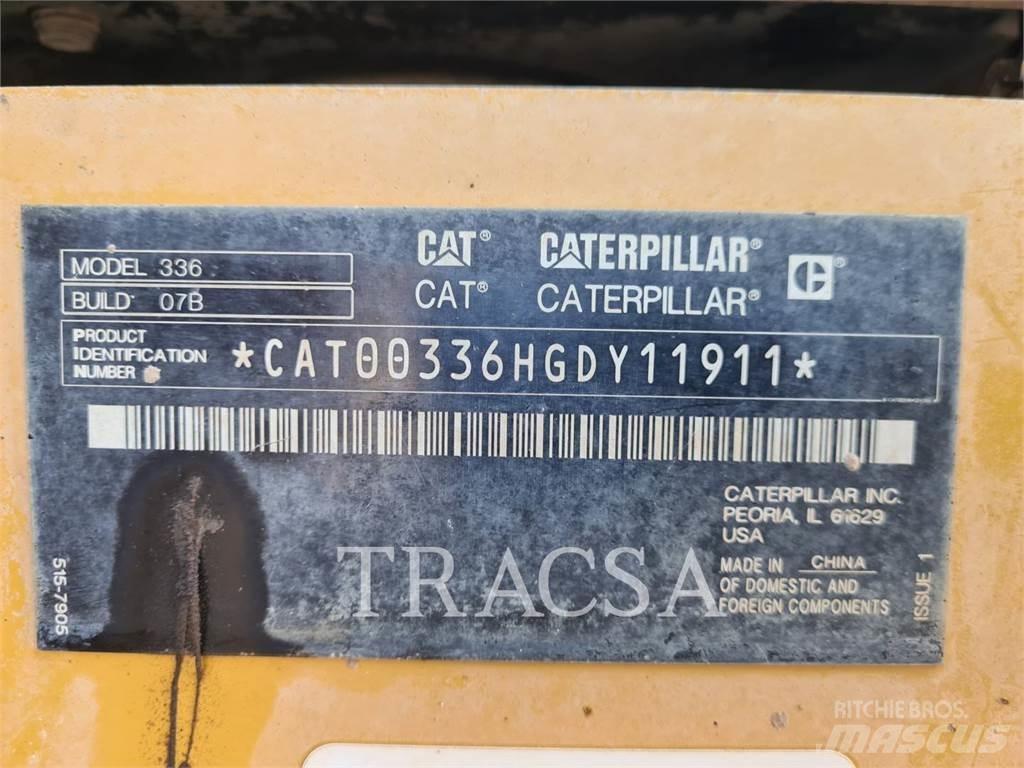 CAT® CATERPILLAR®
CAT® CATERPILLAR®
MODEL 336
BUILD 07B
PRODUCT
IDENTIFICATION
NUMBER
*CAT00336HGDY11911*
CATERPILLAR INC.
PEORIA, IL 61629
USA
MADE IN CHINA
OF DOMESTIC AND
FOREIGN COMPONENTS
515-7905
ISSUE 1
TRACSA
RITCHIE BROS.
MASCUS